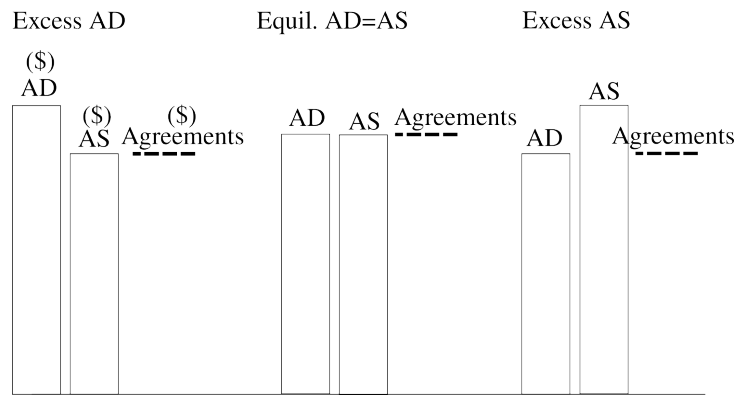 Excess AD
($)
AD
($)
AS
($)
Agreements
Equil. AD=AS
AD
AS
Agreements
Excess AS
AD
AS
Agreements